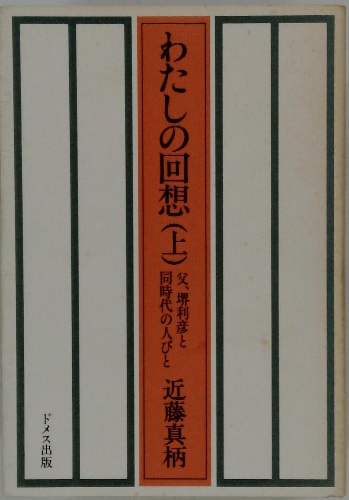 わたしの回想（上）
父、堺利彦と
同時代の人びと
近藤真柄
ドメス出版